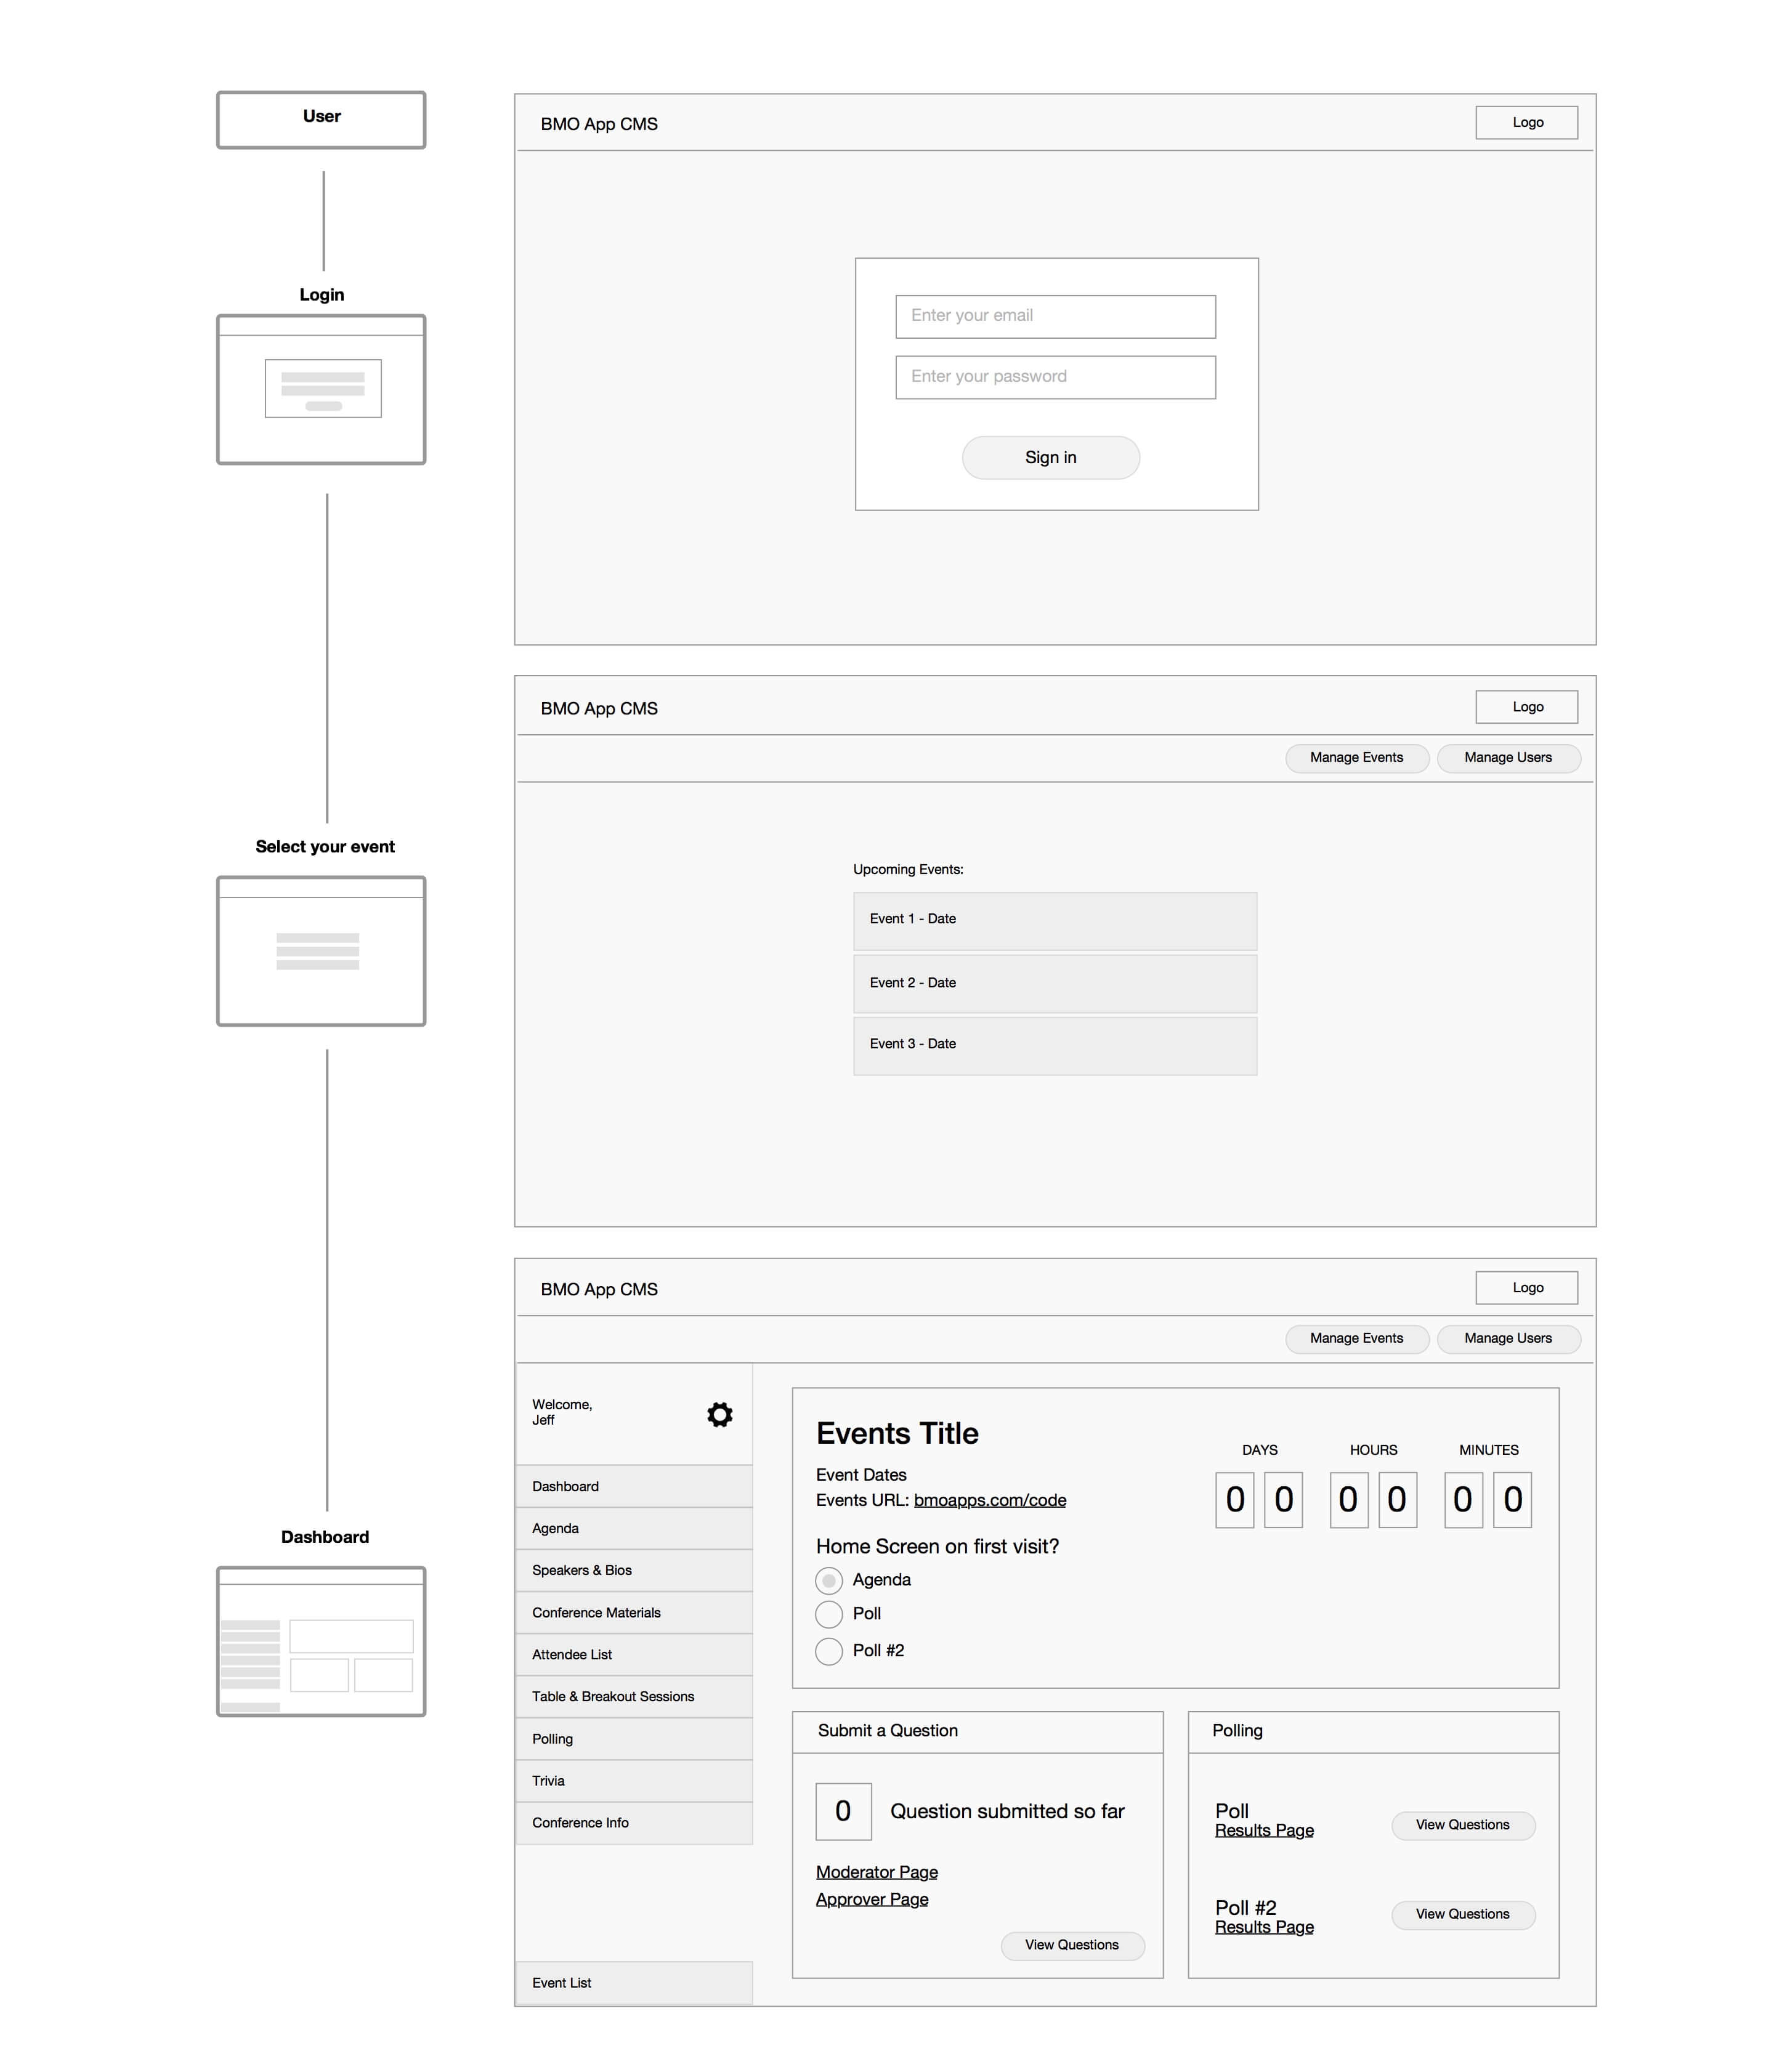 User
Login
Select your event
Dashboard
BMO App CMS
Logo
Enter your email
Enter your password
Sign in
BMO App CMS
Logo
Manage Events
Manage Users
Upcoming Events:
Event 1 - Date
Event 2 - Date
Event 3 - Date
BMO App CMS
Logo
Manage Events
Manage Users
Welcome,
Jeff
Dashboard
Agenda
Speakers & Bios
Conference Materials
Attendee List
Table & Breakout Sessions
Polling
Trivia
Conference Info
Event List
Events Title
Event Dates
Events URL: bmoapps.com/code
DAYS HOURS MINUTES
0 0 0 0 0 0
Home Screen on first visit?
Agenda
Poll
Poll #2
Submit a Question
0 Question submitted so far
Moderator Page
Approver Page
View Questions
Polling
Poll
Results Page
View Questions
Poll #2
Results Page
View Questions